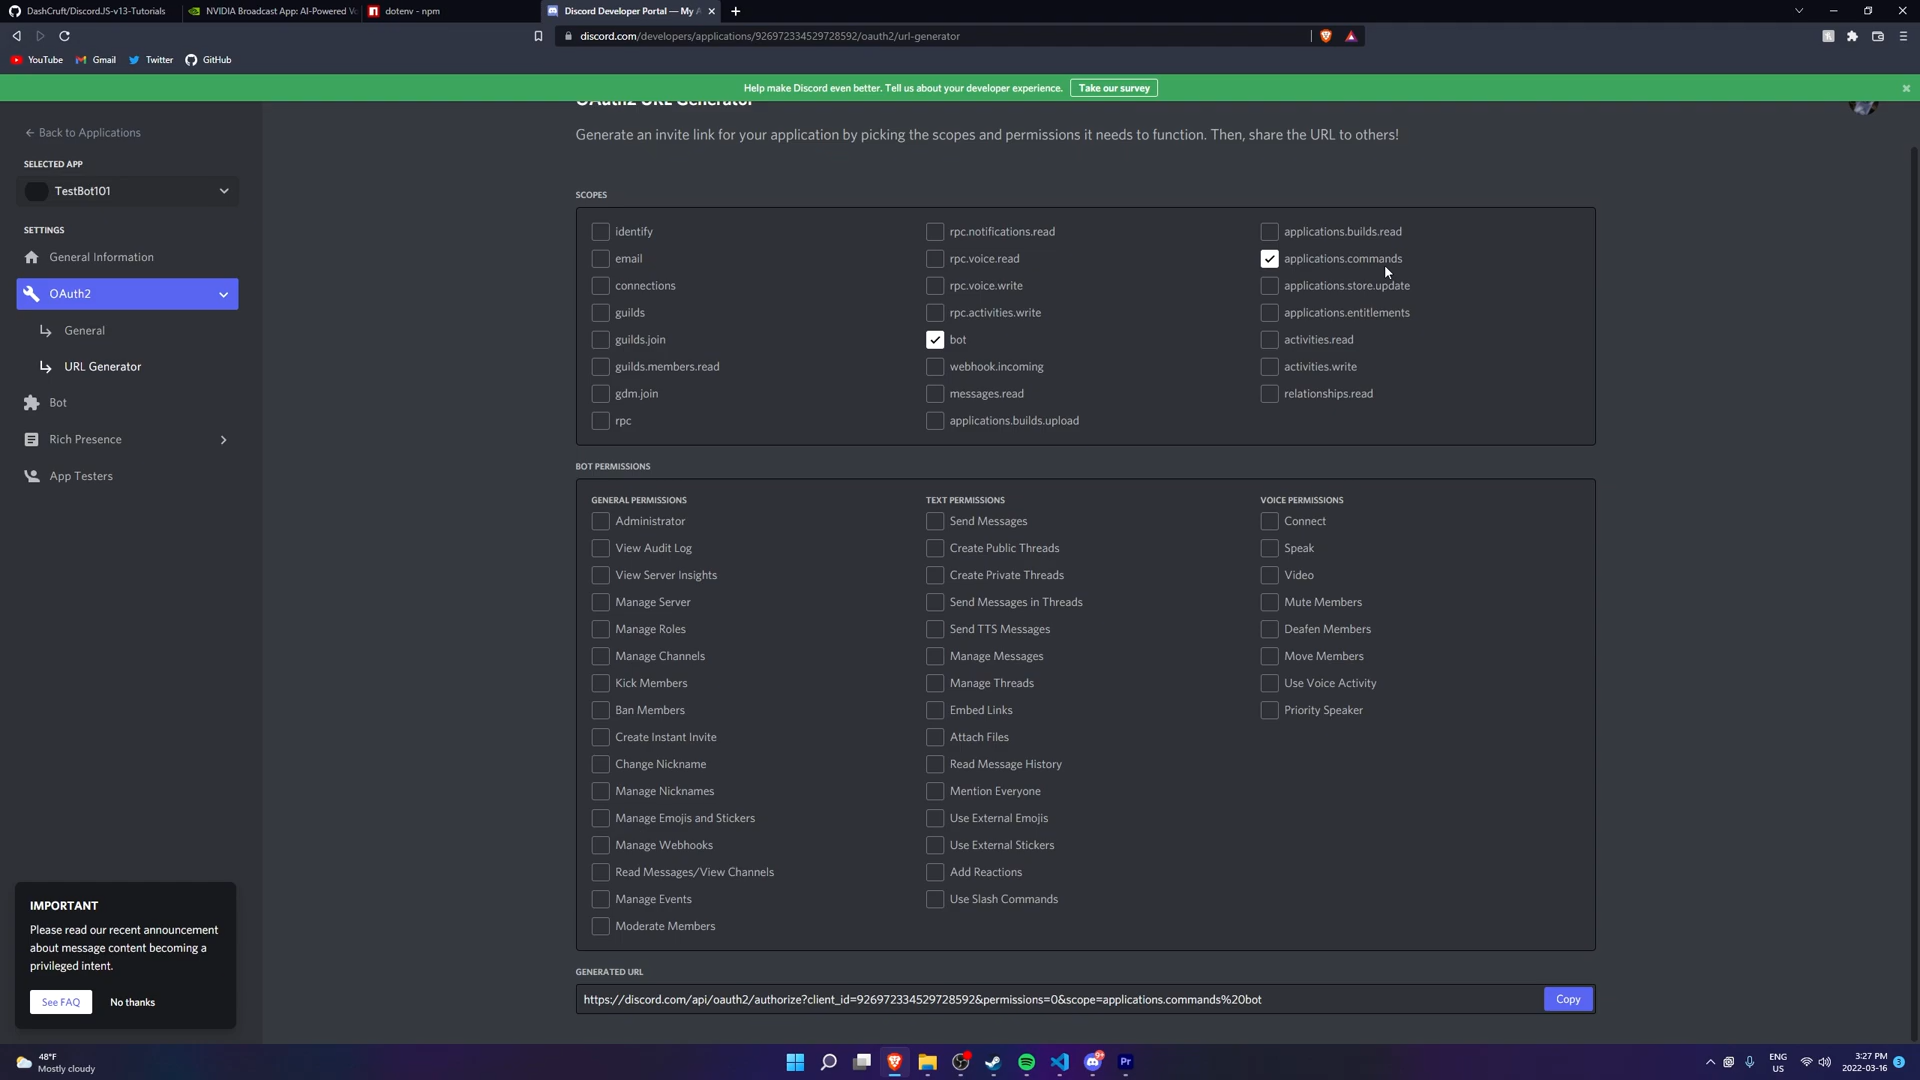 DashCruft/Discord.JS-v13-Tutorials
NVIDIA Broadcast App: AI-Powered Vo
dotenv - npm
Discord Developer Portal — My A
discord.com/developers/applications/926972334529728592/oauth2/url-generator
YouTube
Gmail
Twitter
GitHub
Help make Discord even better. Tell us about your developer experience.
Take our survey
← Back to Applications
SELECTED APP
TestBot101
SETTINGS
General Information
OAuth2
General
URL Generator
Bot
Rich Presence
App Testers
OAuth2 URL Generator
Generate an invite link for your application by picking the scopes and permissions it needs to function. Then, share the URL to others!
SCOPES
identify
email
connections
guilds
guilds.join
guilds.members.read
gdm.join
rpc
rpc.notifications.read
rpc.voice.read
rpc.voice.write
rpc.activities.write
bot
webhook.incoming
messages.read
applications.builds.upload
applications.builds.read
applications.commands
applications.store.update
applications.entitlements
activities.read
activities.write
relationships.read
BOT PERMISSIONS
GENERAL PERMISSIONS
Administrator
View Audit Log
View Server Insights
Manage Server
Manage Roles
Manage Channels
Kick Members
Ban Members
Create Instant Invite
Change Nickname
Manage Nicknames
Manage Emojis and Stickers
Manage Webhooks
Read Messages/View Channels
Manage Events
Moderate Members
TEXT PERMISSIONS
Send Messages
Create Public Threads
Create Private Threads
Send Messages in Threads
Send TTS Messages
Manage Messages
Manage Threads
Embed Links
Attach Files
Read Message History
Mention Everyone
Use External Emojis
Use External Stickers
Add Reactions
Use Slash Commands
VOICE PERMISSIONS
Connect
Speak
Video
Mute Members
Deafen Members
Move Members
Use Voice Activity
Priority Speaker
GENERATED URL
https://discord.com/api/oauth2/authorize?client_id=926972334529728592&permissions=0&scope=applications.commands%20bot
Copy
IMPORTANT
Please read our recent announcement
about message content becoming a
privileged intent.
See FAQ
No thanks
48°F
Mostly cloudy
Pr
ENG
US
3:27 PM
2022-03-16
3